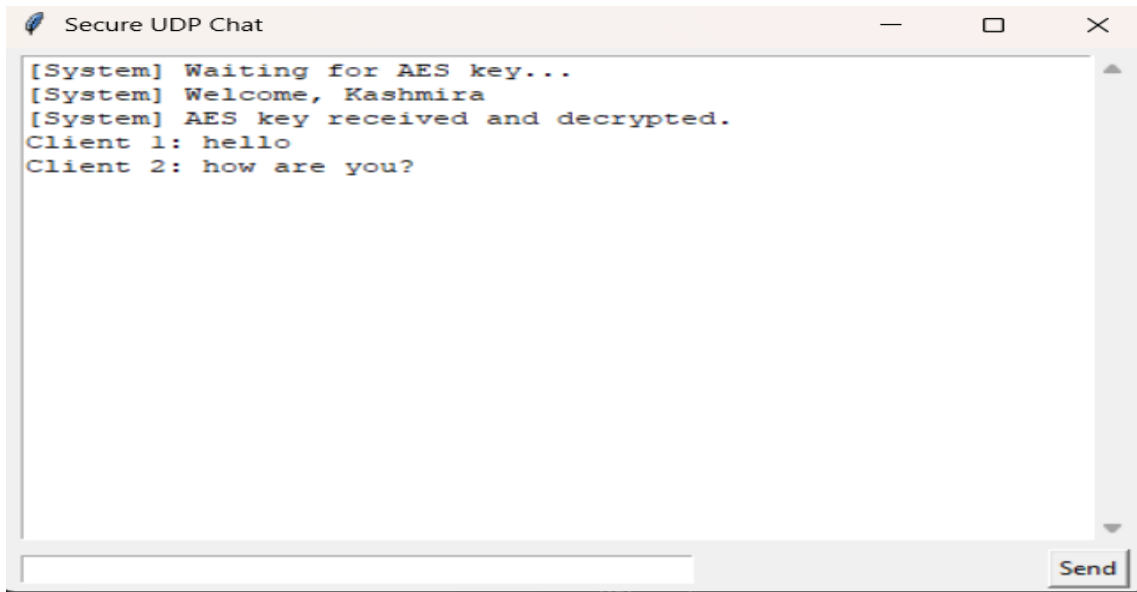 Secure UDP Chat
[System] Waiting for AES key...
[System] Welcome, Kashmira
[System] AES key received and decrypted.
Client 1: hello
Client 2: how are you?
Send